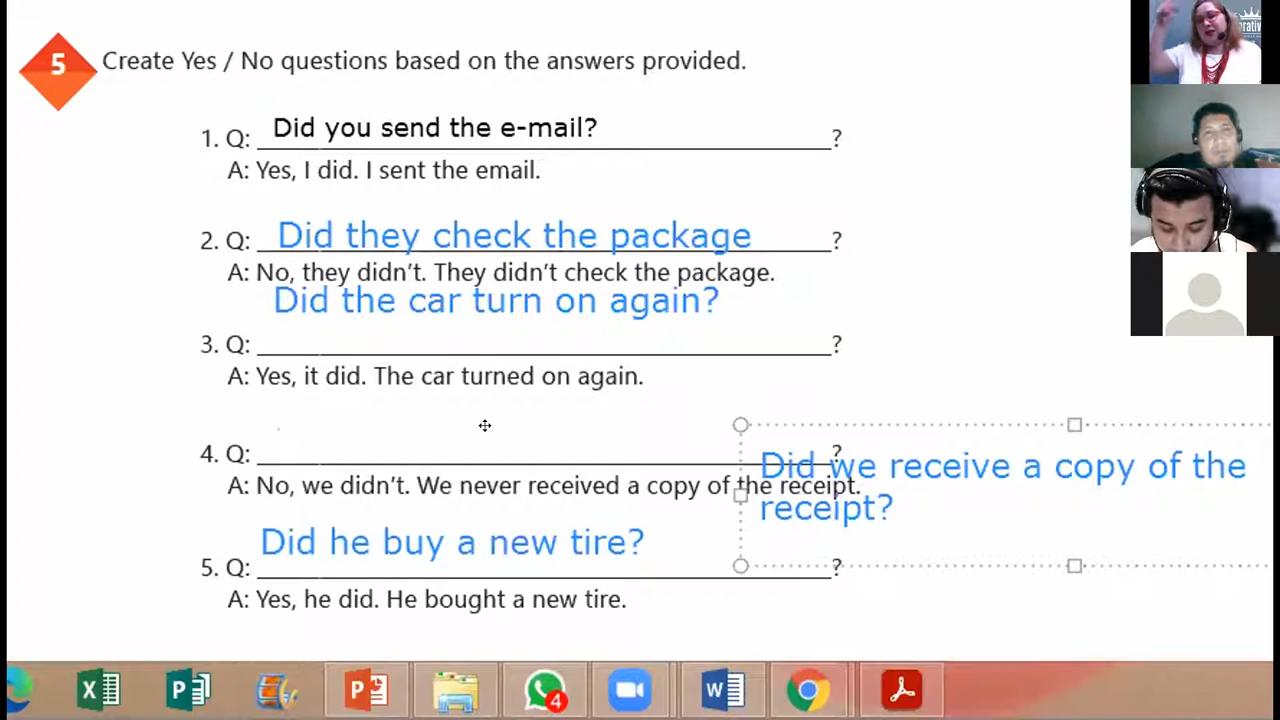 5 Create Yes / No questions based on the answers provided.
1. Q: Did you send the e-mail? ?
A: Yes, I did. I sent the email.
2. Q: Did they check the package ?
A: No, they didn’t. They didn’t check the package.
Did the car turn on again?
3. Q: ?
A: Yes, it did. The car turned on again.
4. Q: ?
Did we receive a copy of the
A: No, we didn’t. We never received a copy of the receipt.
receipt?
Did he buy a new tire?
5. Q: ?
A: Yes, he did. He bought a new tire.
4